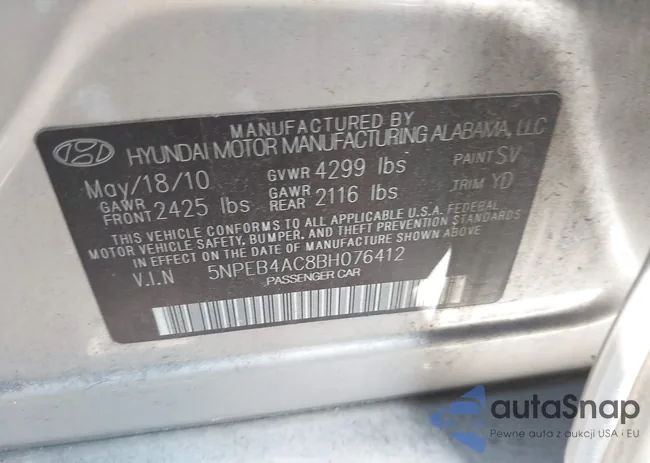 MANUFACTURED BY
HYUNDAI MOTOR MANUFACTURING ALABAMA, LLC
May/18/10 GVWR 4299 lbs PAINT SV
GAWR FRONT 2425 lbs GAWR REAR 2116 lbs TRIM YD
THIS VEHICLE CONFORMS TO ALL APPLICABLE U.S.A. FEDERAL
MOTOR VEHICLE SAFETY, BUMPER, AND THEFT PREVENTION STANDARDS
IN EFFECT ON THE DATE OF MANUFACTURE SHOWN ABOVE
V.I.N 5NPEB4AC8BH076412
PASSENGER CAR
autoSnap
Pewne auta z aukcji USA i EU